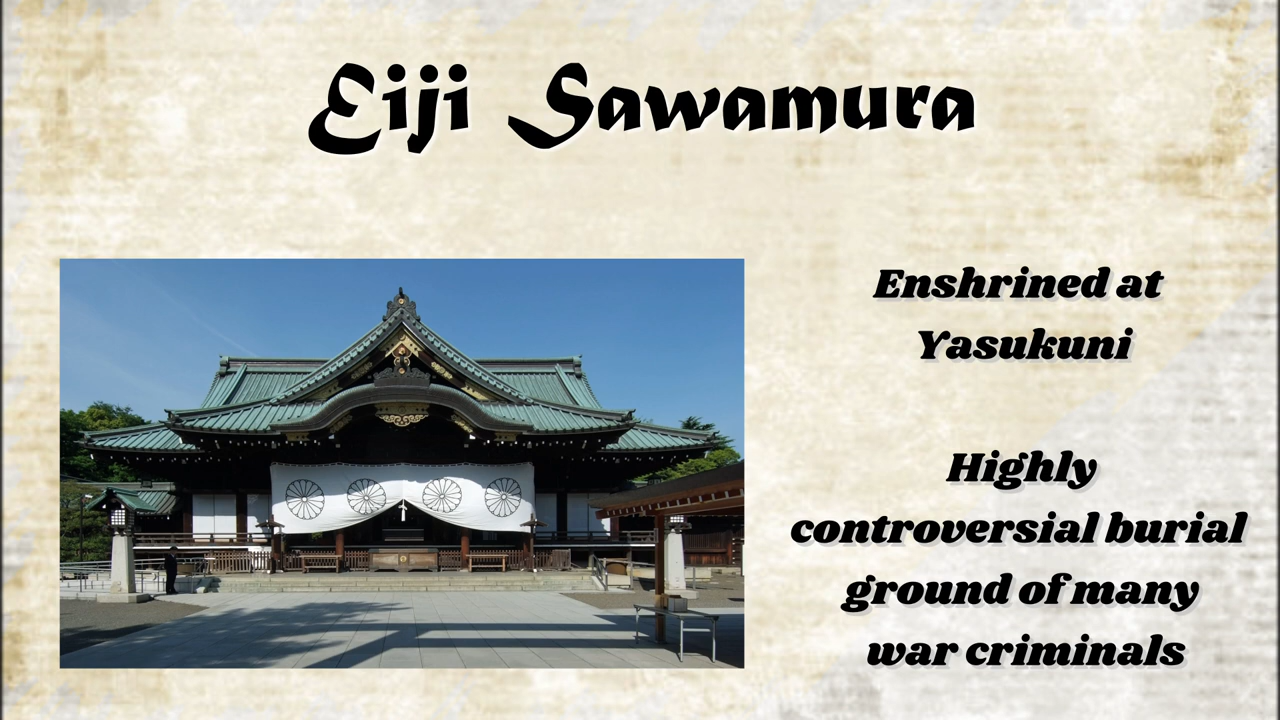 Eiji Sawamura
Enshrined at
Yasukuni
Highly
controversial burial
ground of many
war criminals